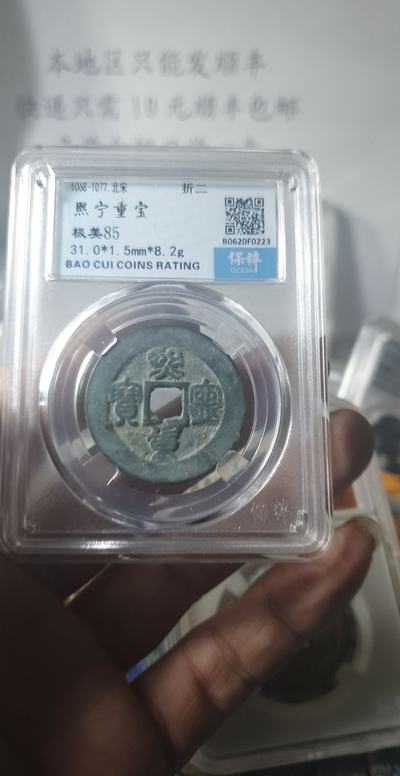 本地区只能发顺丰
快递只需10元顺丰包邮
1068-1077.北宋 折二
熙宁重宝
极美85
31.0*1.5mm*8.2g
BAO CUI COINS RATING
B0620F0223
保粹
熙寧重寶
保粹